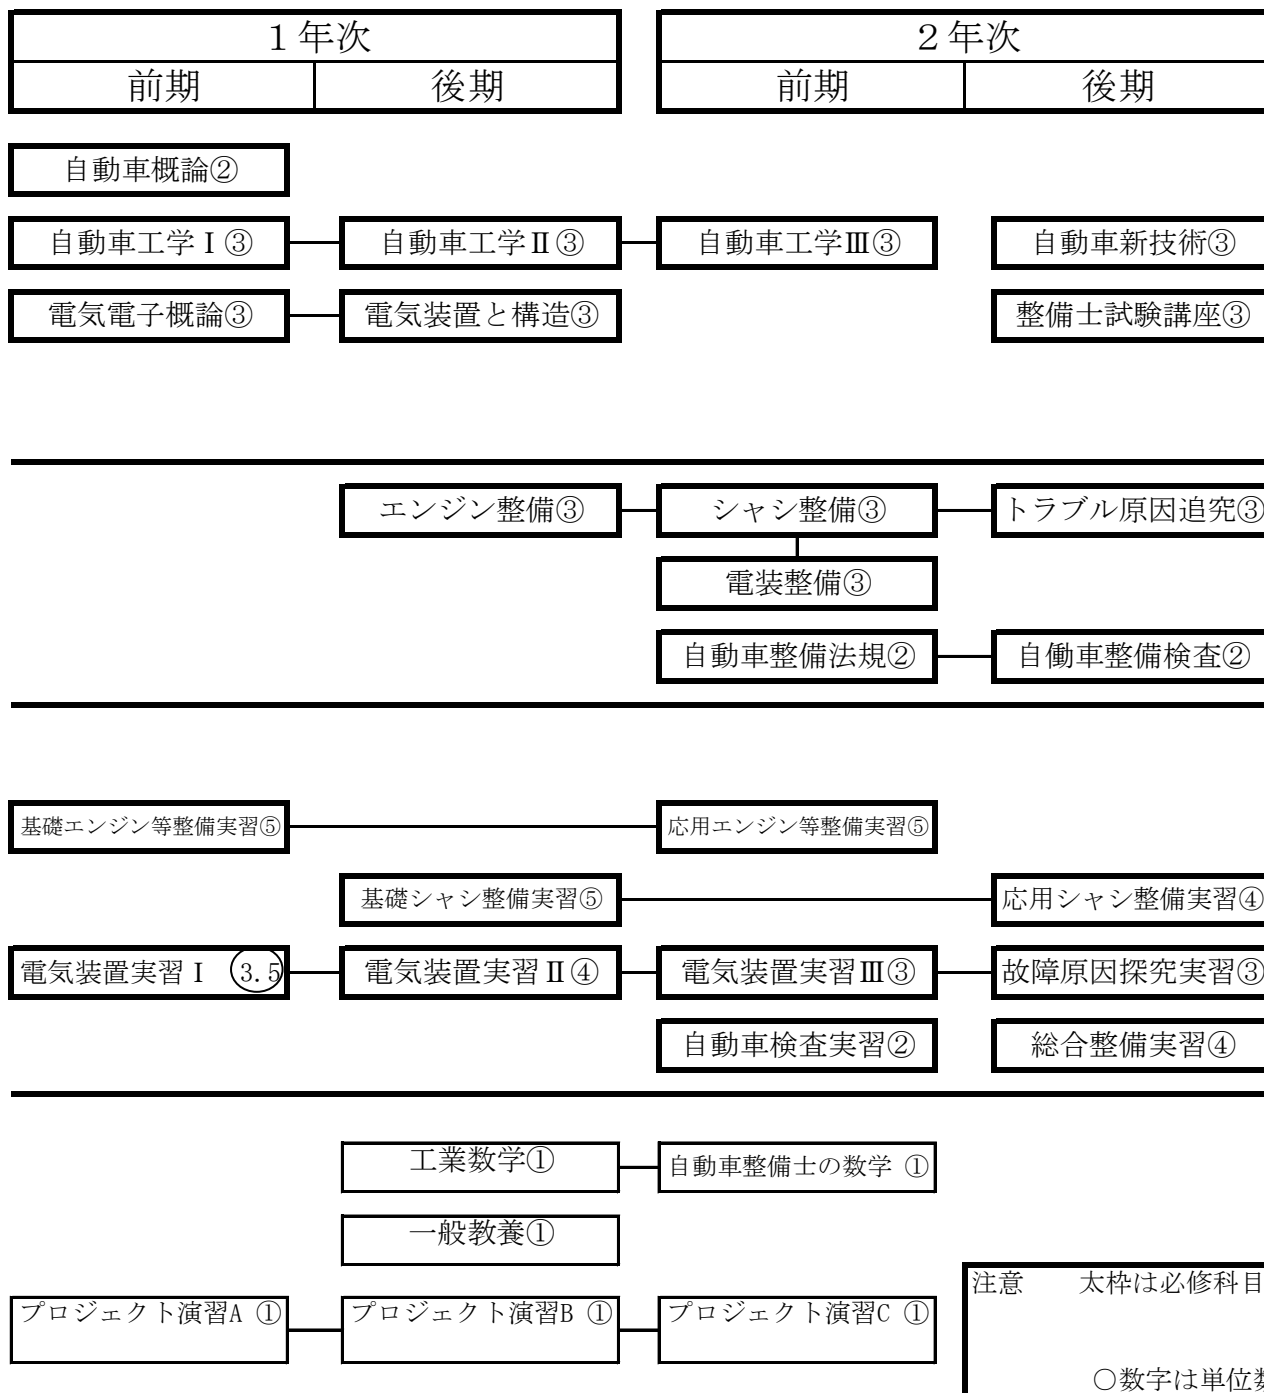 １年次 ２年次
前期 後期 前期 後期
自動車概論②
自動車工学Ⅰ③ 自動車工学Ⅱ③ 自動車工学Ⅲ③ 自動車新技術③
電気電子概論③ 電気装置と構造③ 整備士試験講座③
エンジン整備③ シャシ整備③ トラブル原因追究③
電装整備③
自動車整備法規② 自働車整備検査②
基礎エンジン等整備実習⑤ 応用エンジン等整備実習⑤
基礎シャシ整備実習⑤ 応用シャシ整備実習④
電気装置実習Ⅰ 3.5 電気装置実習Ⅱ④ 電気装置実習Ⅲ③ 故障原因探究実習③
自動車検査実習② 総合整備実習④
工業数学① 自動車整備士の数学 ①
一般教養①
注意 太枠は必修科目
プロジェクト演習A ① プロジェクト演習B ① プロジェクト演習C ①
○数字は単位数